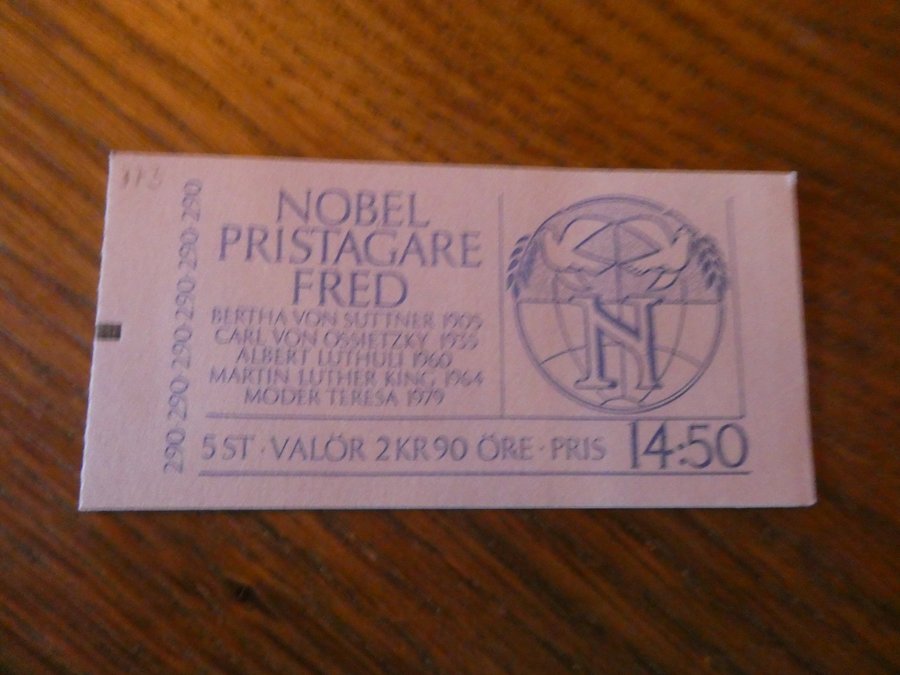 290·290·290·290·290·290
NOBEL
PRISTAGARE
FRED
BERTHA VON SUTTNER 1905
CARL VON OSSIETZKY 1935
ALBERT LUTHULI 1960
MARTIN LUTHER KING 1964
MODER TERESA 1979
N
5 ST · VALÖR 2 KR 90 ÖRE · PRIS 14:50